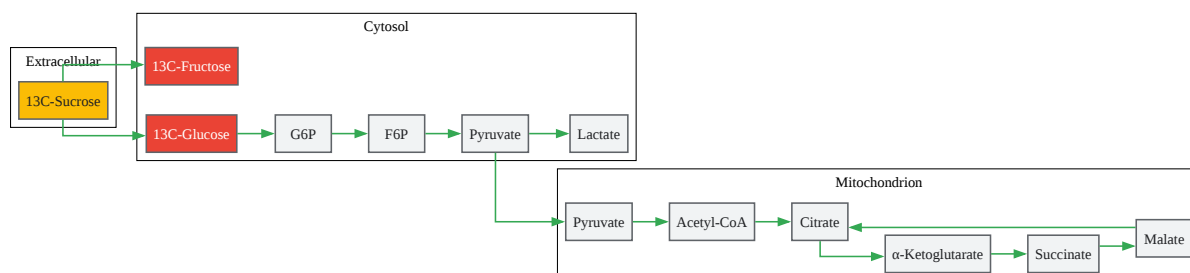 Cytosol
Extracellular
13C-Fructose
13C-Sucrose
13C-Glucose
G6P
F6P
Pyruvate
Lactate
Mitochondrion
Pyruvate
Acetyl-CoA
Citrate
Malate
α-Ketoglutarate
Succinate